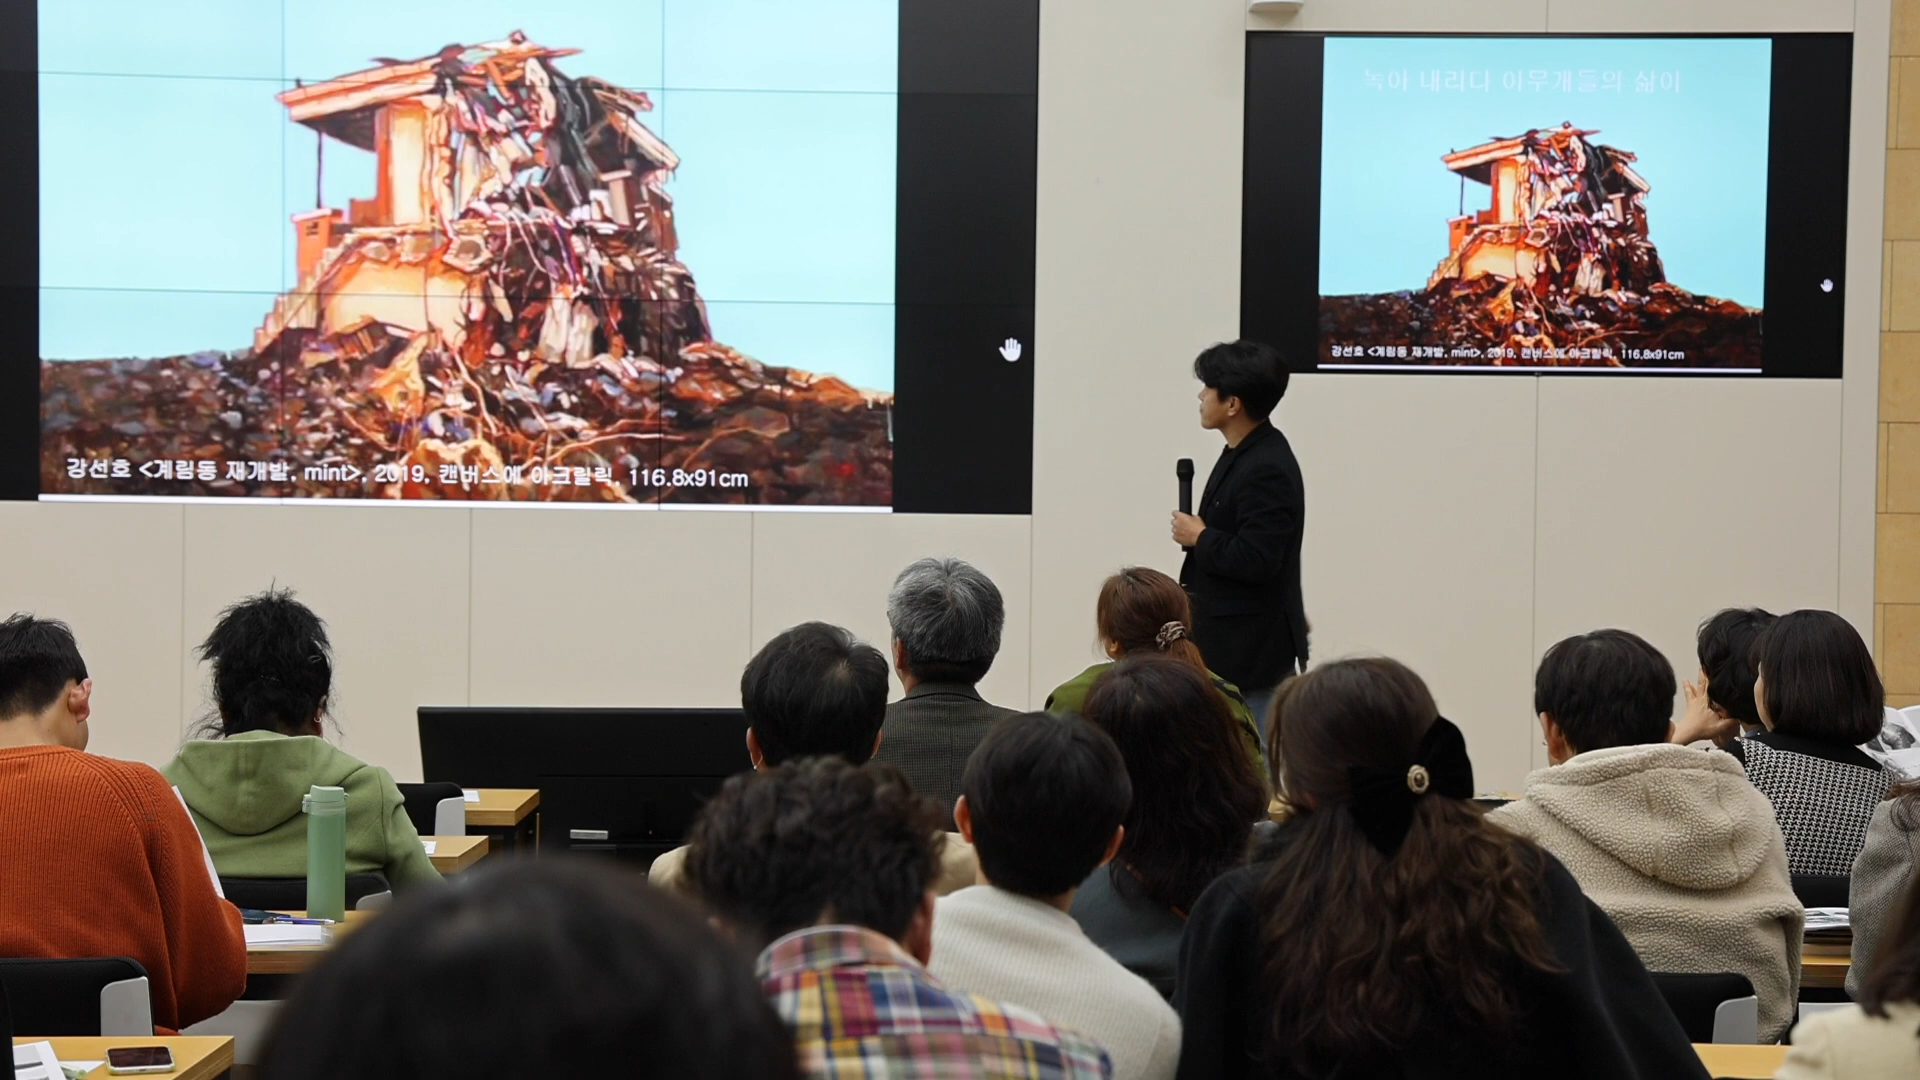 강선호 <계림동 재개발, mint>, 2019, 캔버스에 아크릴릭, 116.8x91cm
녹아 내리다 아무개들의 삶이
강선호 <계림동 재개발, mint>, 2019, 캔버스에 아크릴릭, 116.8x91cm